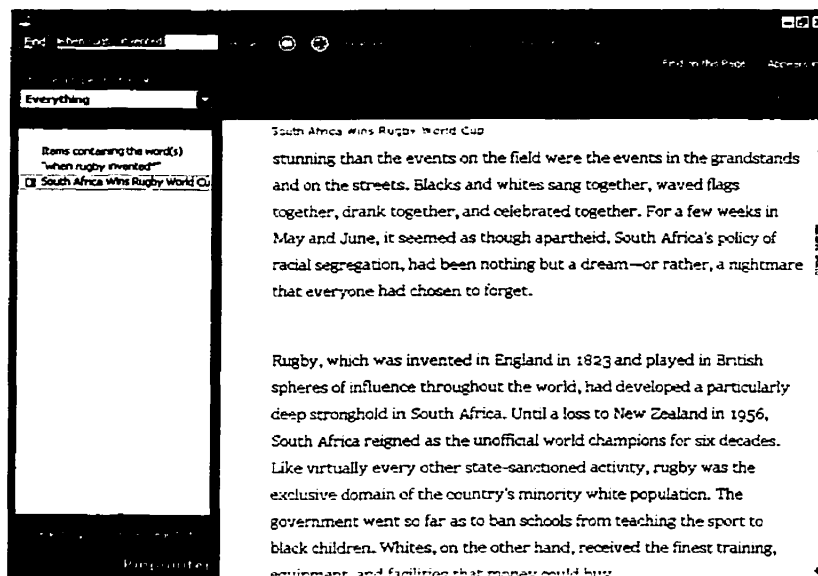 Find
Find on this Page
Everything
Items containing the word(s)
"when rugby invented"
South Africa Wins Rugby World Cu
South Africa Wins Rugby World Cup
stunning than the events on the field were the events in the grandstands
and on the streets. Blacks and whites sang together, waved flags
together, drank together, and celebrated together. For a few weeks in
May and June, it seemed as though apartheid, South Africa's policy of
racial segregation, had been nothing but a dream—or rather, a nightmare
that everyone had chosen to forget.
Rugby, which was invented in England in 1823 and played in British
spheres of influence throughout the world, had developed a particularly
deep stronghold in South Africa. Until a loss to New Zealand in 1956,
South Africa reigned as the unofficial world champions for six decades.
Like virtually every other state-sanctioned activity, rugby was the
exclusive domain of the country's minority white population. The
government went so far as to ban schools from teaching the sport to
black children. Whites, on the other hand, received the finest training,
equipment, and facilities that money could buy.
Pinpointer